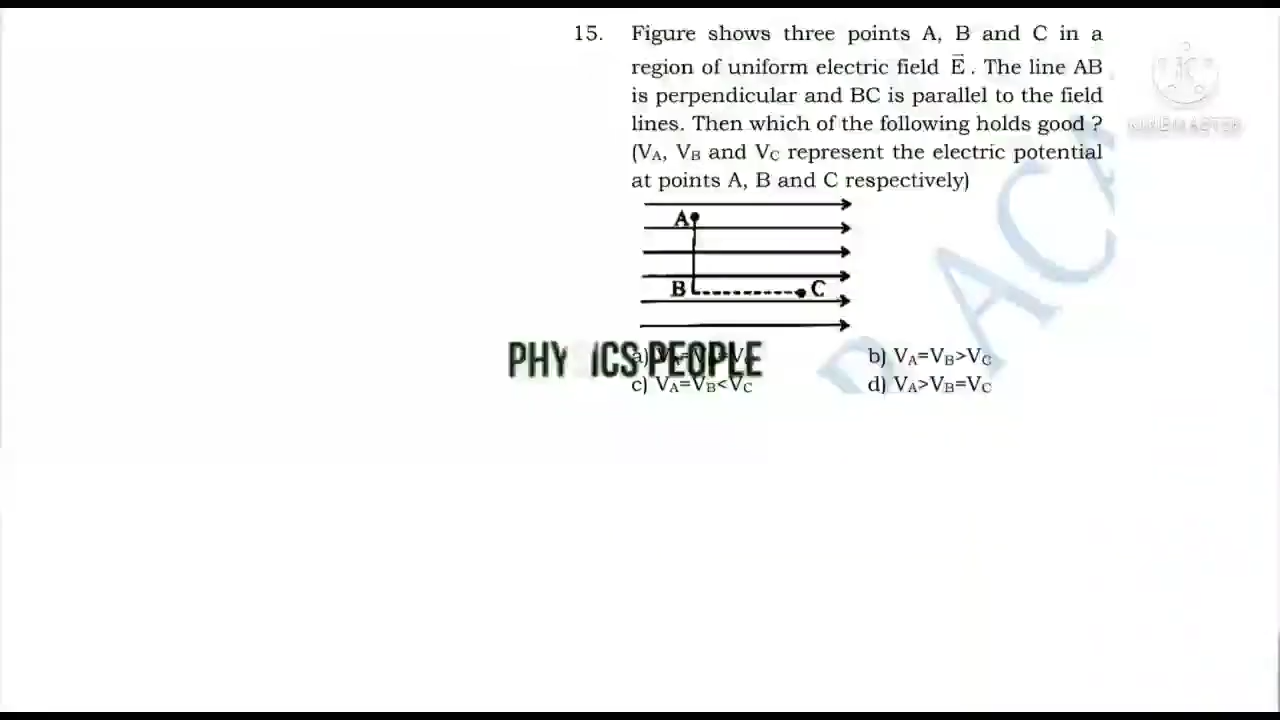 15. Figure shows three points A, B and C in a
region of uniform electric field E⃗ . The line AB
is perpendicular and BC is parallel to the field
lines. Then which of the following holds good ?
(VA, VB and VC represent the electric potential
at points A, B and C respectively)
A
B C
PHYSICS PEOPLE
a) b) VA=VB>VC
c) VA=VB<VC d) VA>VB=VC
KINEMASTER